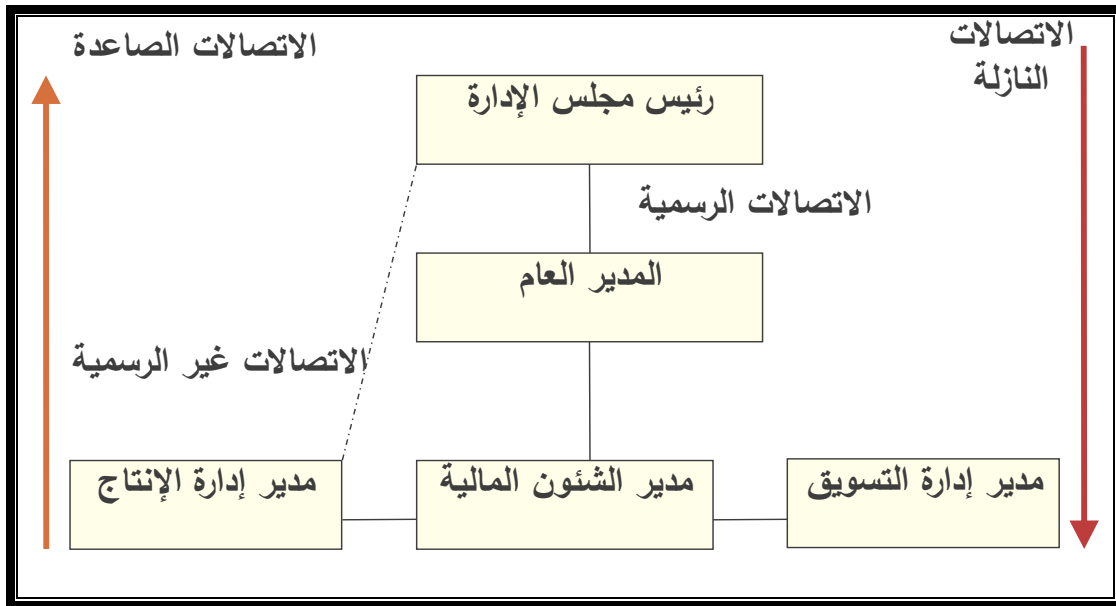 الاتصالات
النازلة
الاتصالات الصاعدة
رئيس مجلس الإدارة
الاتصالات الرسمية
المدير العام
الاتصالات غير الرسمية
مدير إدارة التسويق
مدير الشئون المالية
مدير إدارة الإنتاج